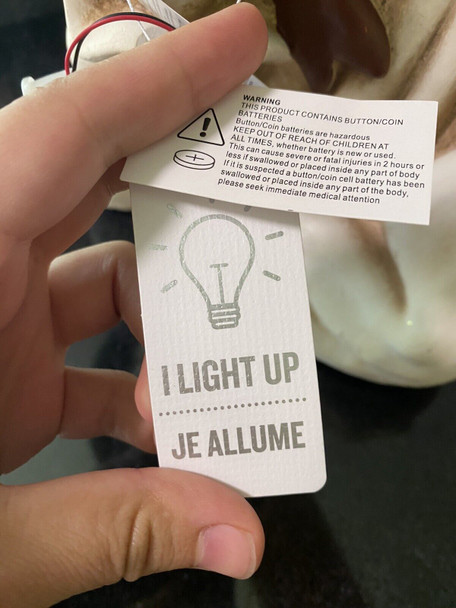 WARNING
THIS PRODUCT CONTAINS BUTTON/COIN
BATTERIES
Button/Coin batteries are hazardous
KEEP OUT OF REACH OF CHILDREN AT
ALL TIMES, whether battery is new or used.
This can cause severe or fatal injuries in 2 hours or
less if swallowed or placed inside any part of body
If it is suspected a button/coin cell battery has been
swallowed or placed inside any part of the body,
please seek immediate medical attention
I LIGHT UP
JE ALLUME